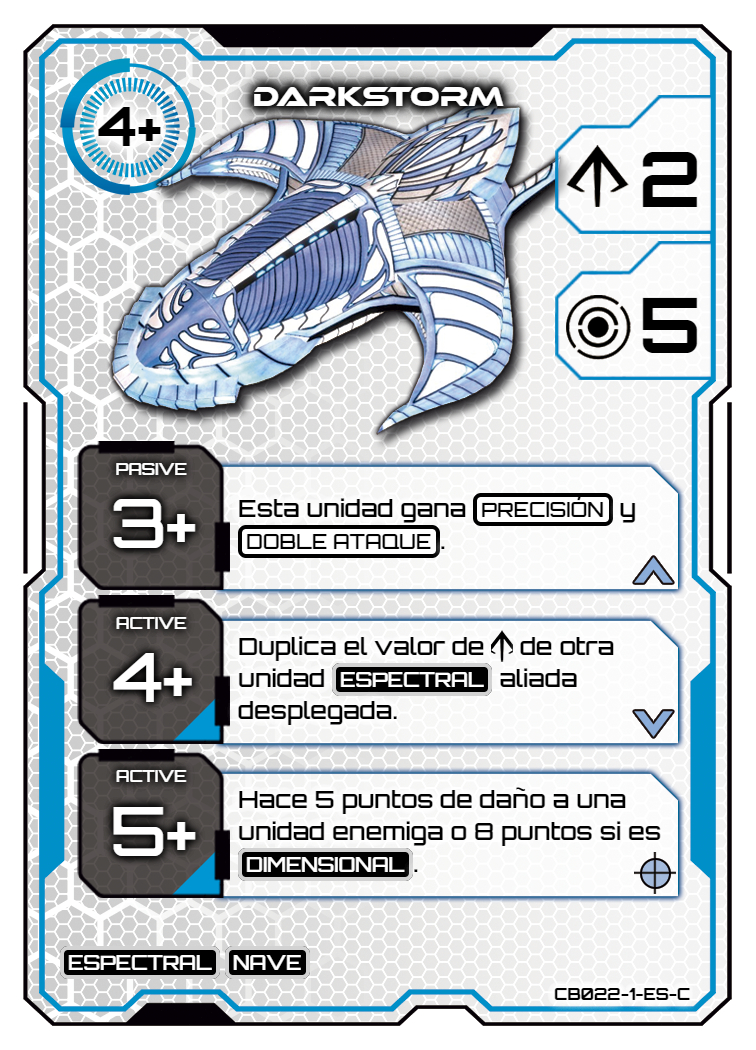 DARKSTORM
4+
2
5
PASIVE
3+
Esta unidad gana PRECISIÓN y
DOBLE ATAQUE.
ACTIVE
4+
Duplica el valor de de otra
unidad ESPECTRAL aliada
desplegada.
ACTIVE
5+
Hace 5 puntos de daño a una
unidad enemiga o 8 puntos si es
DIMENSIONAL.
ESPECTRAL NAVE
CB022-1-ES-C